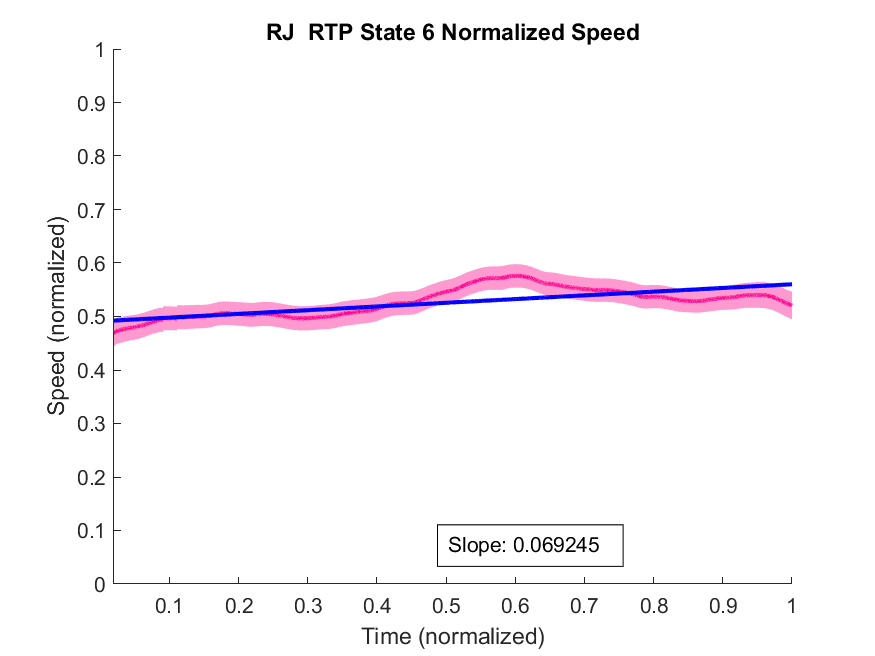 RJ  RTP State 6 Normalized Speed
1
0.9
0.8
0.7
0.6
0.5
0.4
0.3
0.2
0.1
0
Speed (normalized)
Slope: 0.069245
0.1 0.2 0.3 0.4 0.5 0.6 0.7 0.8 0.9 1
Time (normalized)